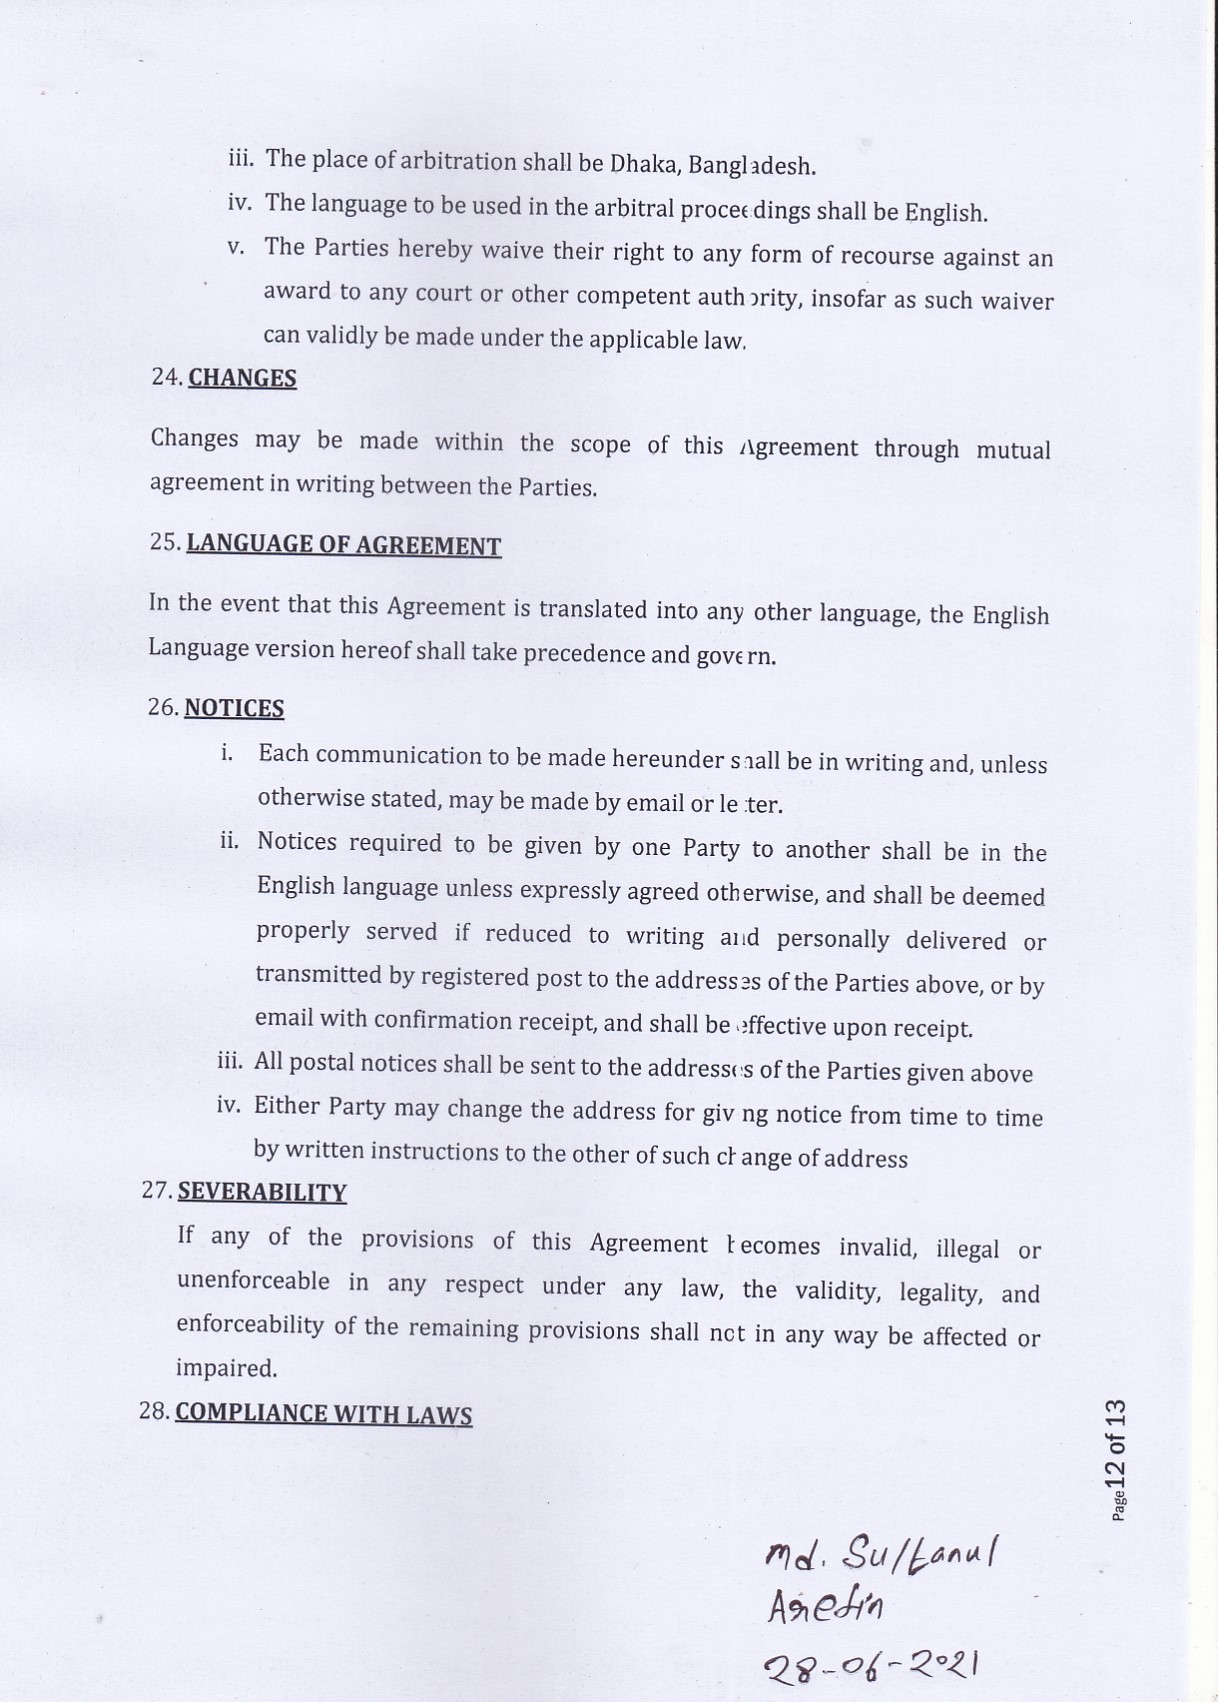 iii. The place of arbitration shall be Dhaka, Bangladesh.
iv. The language to be used in the arbitral proceedings shall be English.
v. The Parties hereby waive their right to any form of recourse against an
award to any court or other competent authority, insofar as such waiver
can validly be made under the applicable law.
24. CHANGES
Changes may be made within the scope of this Agreement through mutual
agreement in writing between the Parties.
25. LANGUAGE OF AGREEMENT
In the event that this Agreement is translated into any other language, the English
Language version hereof shall take precedence and govern.
26. NOTICES
i. Each communication to be made hereunder shall be in writing and, unless
otherwise stated, may be made by email or letter.
ii. Notices required to be given by one Party to another shall be in the
English language unless expressly agreed otherwise, and shall be deemed
properly served if reduced to writing and personally delivered or
transmitted by registered post to the addresses of the Parties above, or by
email with confirmation receipt, and shall be effective upon receipt.
iii. All postal notices shall be sent to the addresses of the Parties given above
iv. Either Party may change the address for giving notice from time to time
by written instructions to the other of such change of address
27. SEVERABILITY
If any of the provisions of this Agreement becomes invalid, illegal or
unenforceable in any respect under any law, the validity, legality, and
enforceability of the remaining provisions shall not in any way be affected or
impaired.
28. COMPLIANCE WITH LAWS
Page 12 of 13
Md. Sultanul
Arefin
28-06-2021